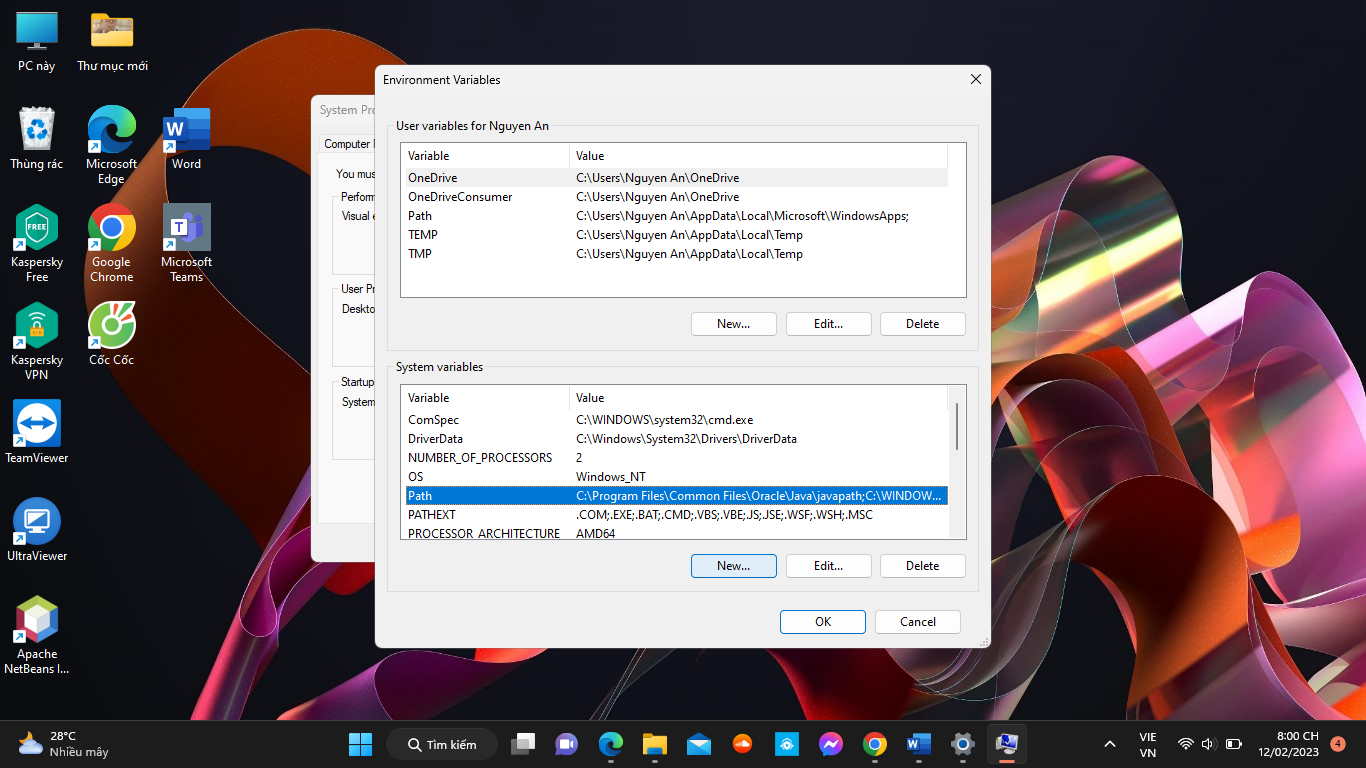 PC này
Thư mục mới
Thùng rác
Microsoft
Edge
Word
Kaspersky
Free
Google
Chrome
Microsoft
Teams
Kaspersky
VPN
Cốc Cốc
TeamViewer
UltraViewer
Apache
NetBeans I...
System Pro
Computer
You mus
Perform
Visual e
User Pr
Deskto
Startup
System
Environment Variables
User variables for Nguyen An
Variable Value
OneDrive C:\Users\Nguyen An\OneDrive
OneDriveConsumer C:\Users\Nguyen An\OneDrive
Path C:\Users\Nguyen An\AppData\Local\Microsoft\WindowsApps;
TEMP C:\Users\Nguyen An\AppData\Local\Temp
TMP C:\Users\Nguyen An\AppData\Local\Temp
New... Edit... Delete
System variables
Variable Value
ComSpec C:\WINDOWS\system32\cmd.exe
DriverData C:\Windows\System32\Drivers\DriverData
NUMBER_OF_PROCESSORS 2
OS Windows_NT
Path C:\Program Files\Common Files\Oracle\Java\javapath;C:\WINDOW...
PATHEXT .COM;.EXE;.BAT;.CMD;.VBS;.VBE;.JS;.JSE;.WSF;.WSH;.MSC
PROCESSOR_ARCHITECTURE AMD64
New... Edit... Delete
OK Cancel
28°C
Nhiều mây
Tìm kiếm
VIE
VN
8:00 CH
12/02/2023
4